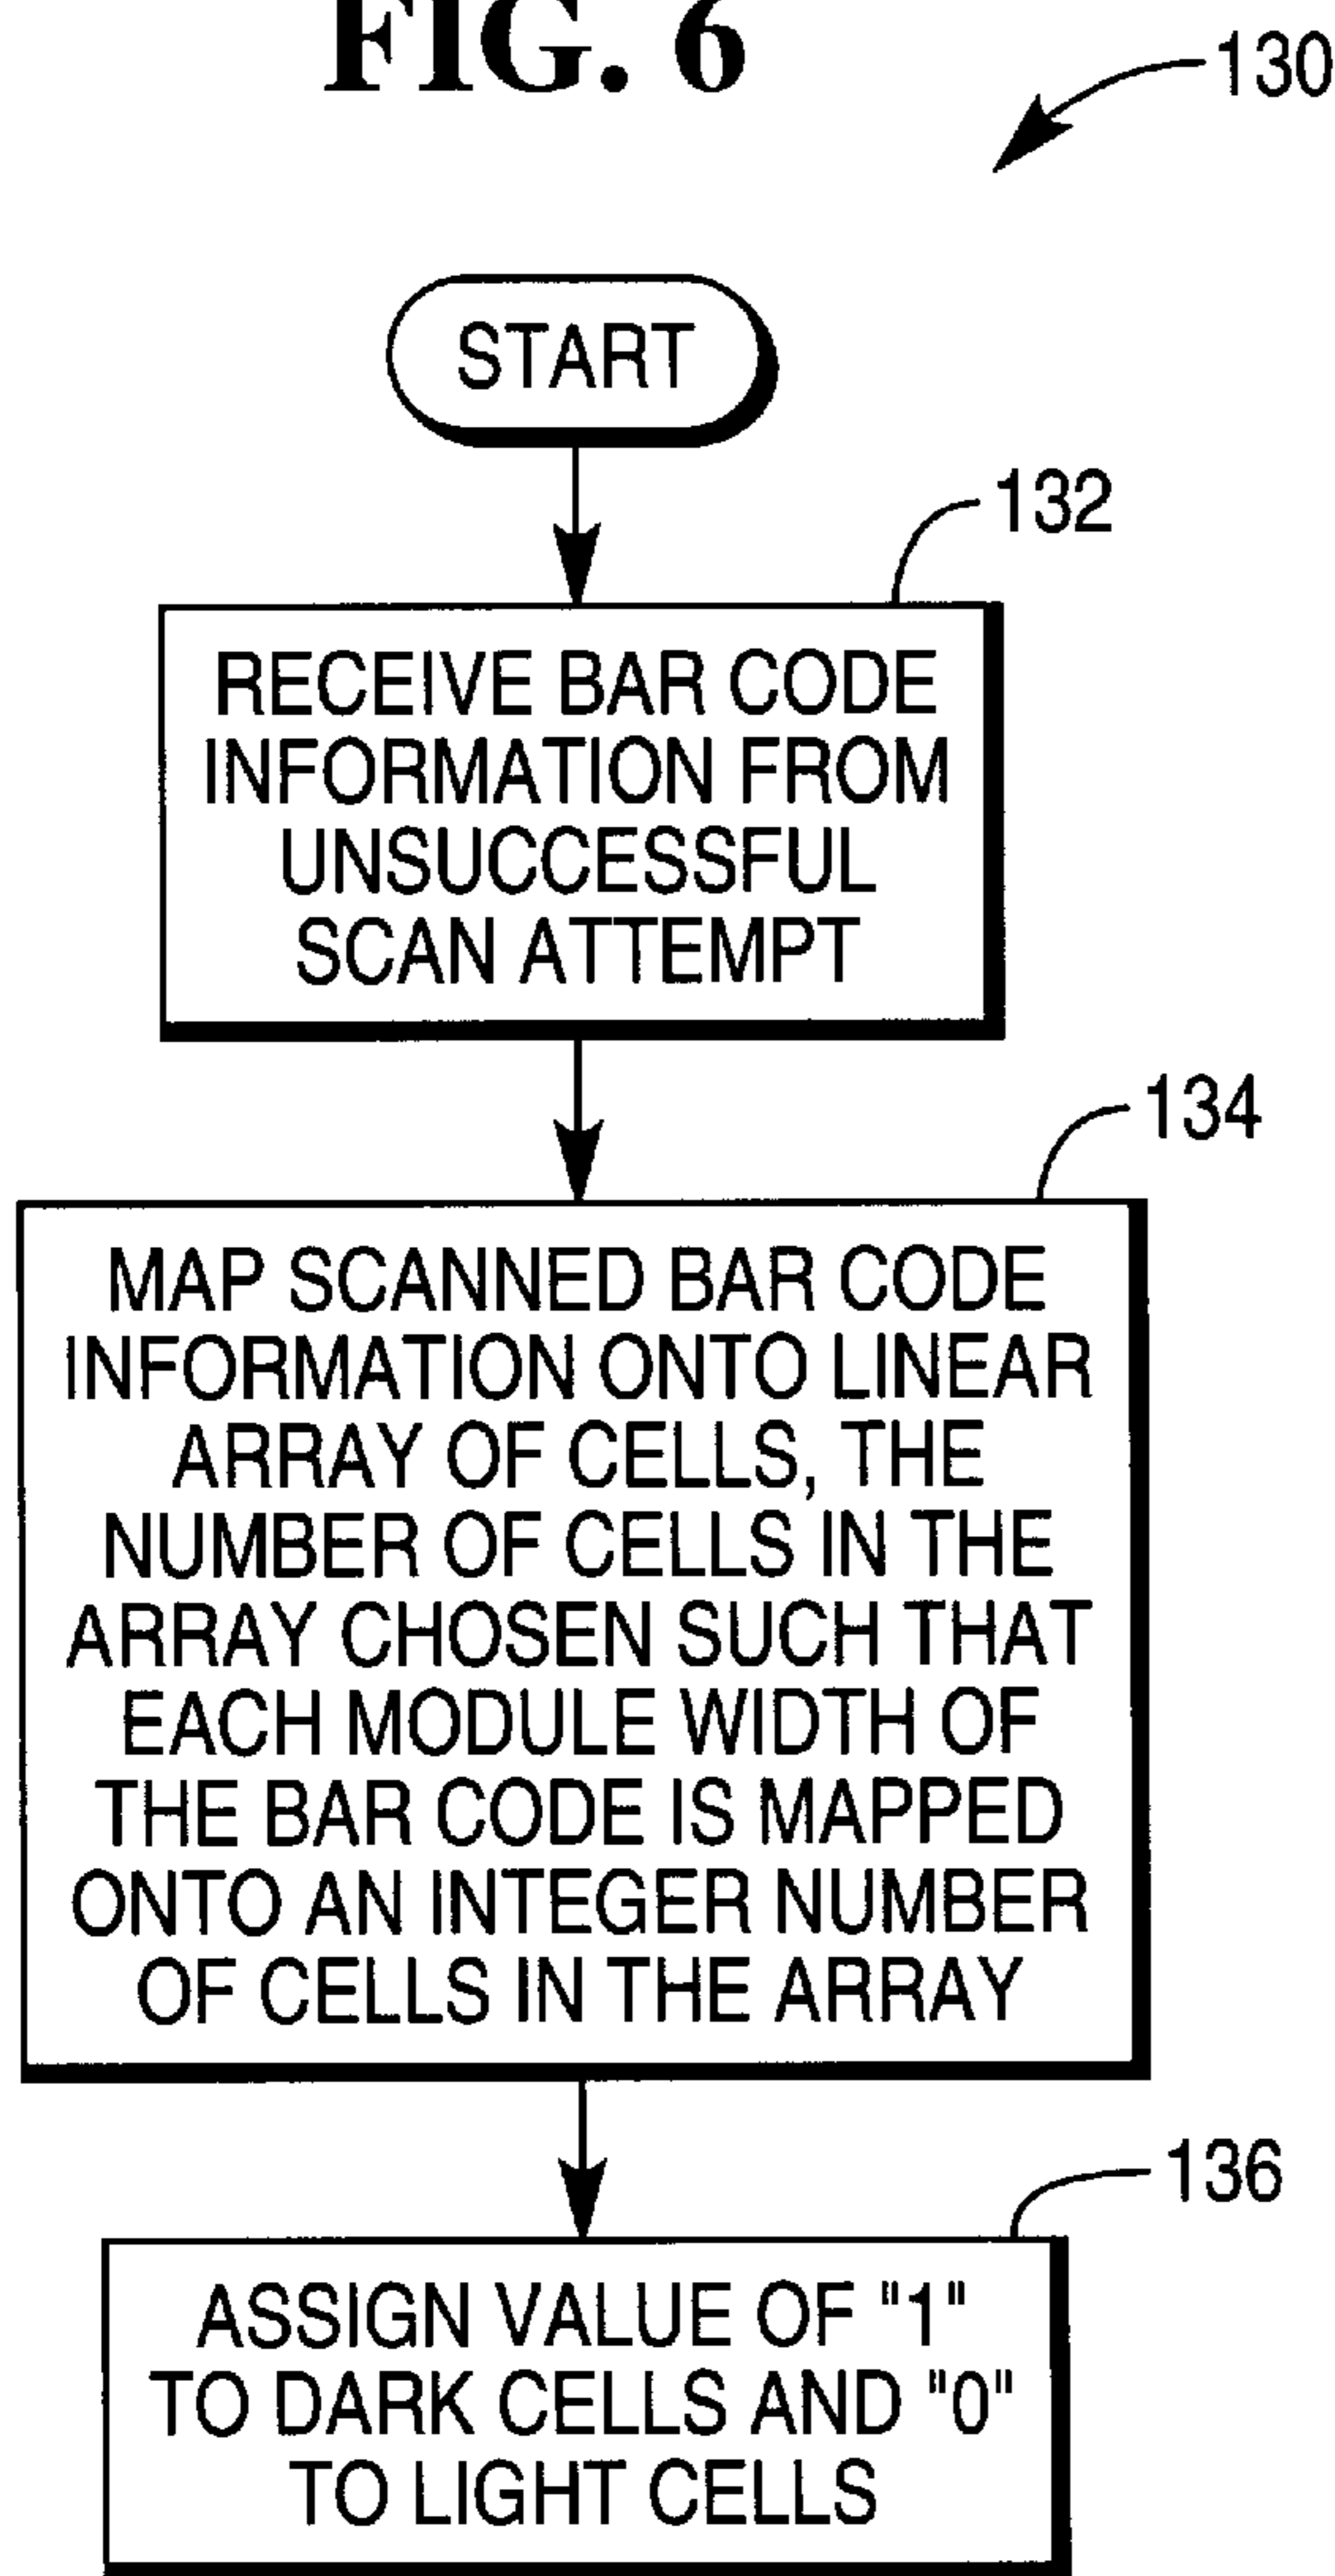 FIG. 6
130
START
132
RECEIVE BAR CODE
INFORMATION FROM
UNSUCCESSFUL
SCAN ATTEMPT
134
MAP SCANNED BAR CODE
INFORMATION ONTO LINEAR
ARRAY OF CELLS, THE
NUMBER OF CELLS IN THE
ARRAY CHOSEN SUCH THAT
EACH MODULE WIDTH OF
THE BAR CODE IS MAPPED
ONTO AN INTEGER NUMBER
OF CELLS IN THE ARRAY
136
ASSIGN VALUE OF "1"
TO DARK CELLS AND "0"
TO LIGHT CELLS